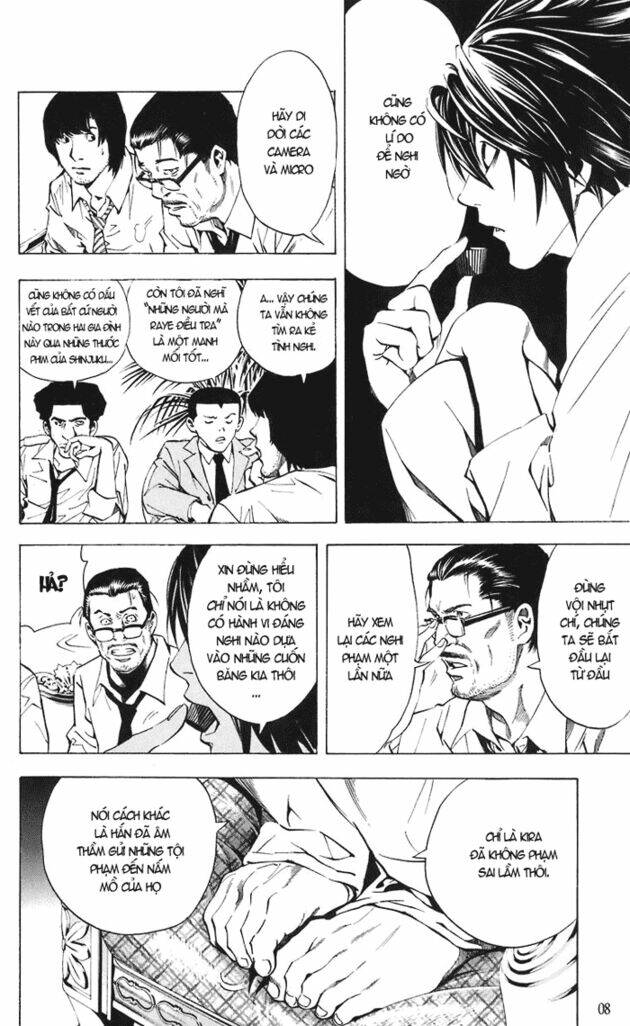 CŨNG
KHÔNG CÓ
LÍ DO
ĐỂ NGHI
NGỜ
HÃY DI
DỜI CÁC
CAMERA
VÀ MICRO
A... VẬY CHÚNG
TA VẪN KHÔNG
TÌM RA KẺ
TÌNH NGHI.
CÒN TÔI ĐÃ NGHĨ
"NHỮNG NGƯỜI MÀ
RAYE ĐIỀU TRA"
LÀ MỘT MANH
MỐI TỐT...
CŨNG KHÔNG CÓ DẤU
VẾT CỦA BẤT CỨ NGƯỜI
NÀO TRONG HAI GIA ĐÌNH
NÀY QUA NHỮNG THƯỚC
PHIM CỦA SHINJUKU...
ĐỪNG
VỘI NHỤT
CHÍ, CHÚNG
TA SẼ BẮT
ĐẦU LẠI
TỪ ĐẦU
HÃY XEM
LẠI CÁC NGHI
PHẠM MỘT
LẦN NỮA
XIN ĐỪNG HIỂU
NHẦM, TÔI
CHỈ NÓI LÀ KHÔNG
CÓ HÀNH VI ĐÁNG
NGHI NÀO DỰA
VÀO NHỮNG CUỐN
BĂNG KIA THÔI
...
HẢ?
CHỈ LÀ KIRA
ĐÃ KHÔNG PHẠM
SAI LẦM THÔI.
NÓI CÁCH KHÁC
LÀ HẮN ĐÃ ÂM
THẦM GỬI NHỮNG TỘI
PHẠM ĐẾN NẤM
MỒ CỦA HỌ
08